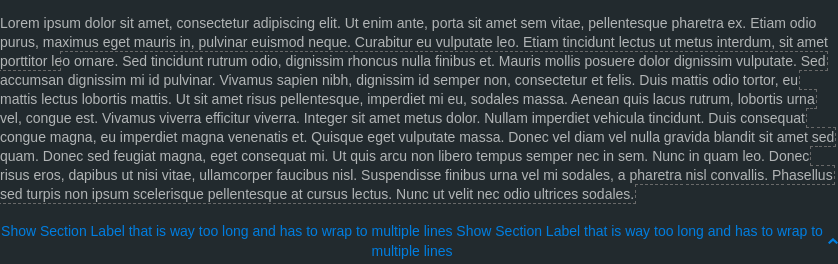 Lorem ipsum dolor sit amet, consectetur adipiscing elit. Ut enim ante, porta sit amet sem vitae, pellentesque pharetra ex. Etiam odio
purus, maximus eget mauris in, pulvinar euismod neque. Curabitur eu vulputate leo. Etiam tincidunt lectus ut metus interdum, sit amet
porttitor leo ornare. Sed tincidunt rutrum odio, dignissim rhoncus nulla finibus et. Mauris mollis posuere dolor dignissim vulputate. Sed
accumsan dignissim mi id pulvinar. Vivamus sapien nibh, dignissim id semper non, consectetur et felis. Duis mattis odio tortor, eu
mattis lectus lobortis mattis. Ut sit amet risus pellentesque, imperdiet mi eu, sodales massa. Aenean quis lacus rutrum, lobortis urna
vel, congue est. Vivamus viverra efficitur viverra. Integer sit amet metus dolor. Nullam imperdiet vehicula tincidunt. Duis consequat
congue magna, eu imperdiet magna venenatis et. Quisque eget vulputate massa. Donec vel diam vel nulla gravida blandit sit amet sed
quam. Donec sed feugiat magna, eget consequat mi. Ut quis arcu non libero tempus semper nec in sem. Nunc in quam leo. Donec
risus eros, dapibus ut nisi vitae, ullamcorper faucibus nisl. Suspendisse finibus urna vel mi sodales, a pharetra nisl convallis. Phasellus
sed turpis non ipsum scelerisque pellentesque at cursus lectus. Nunc ut velit nec odio ultrices sodales.
Show Section Label that is way too long and has to wrap to multiple lines Show Section Label that is way too long and has to wrap to
multiple lines